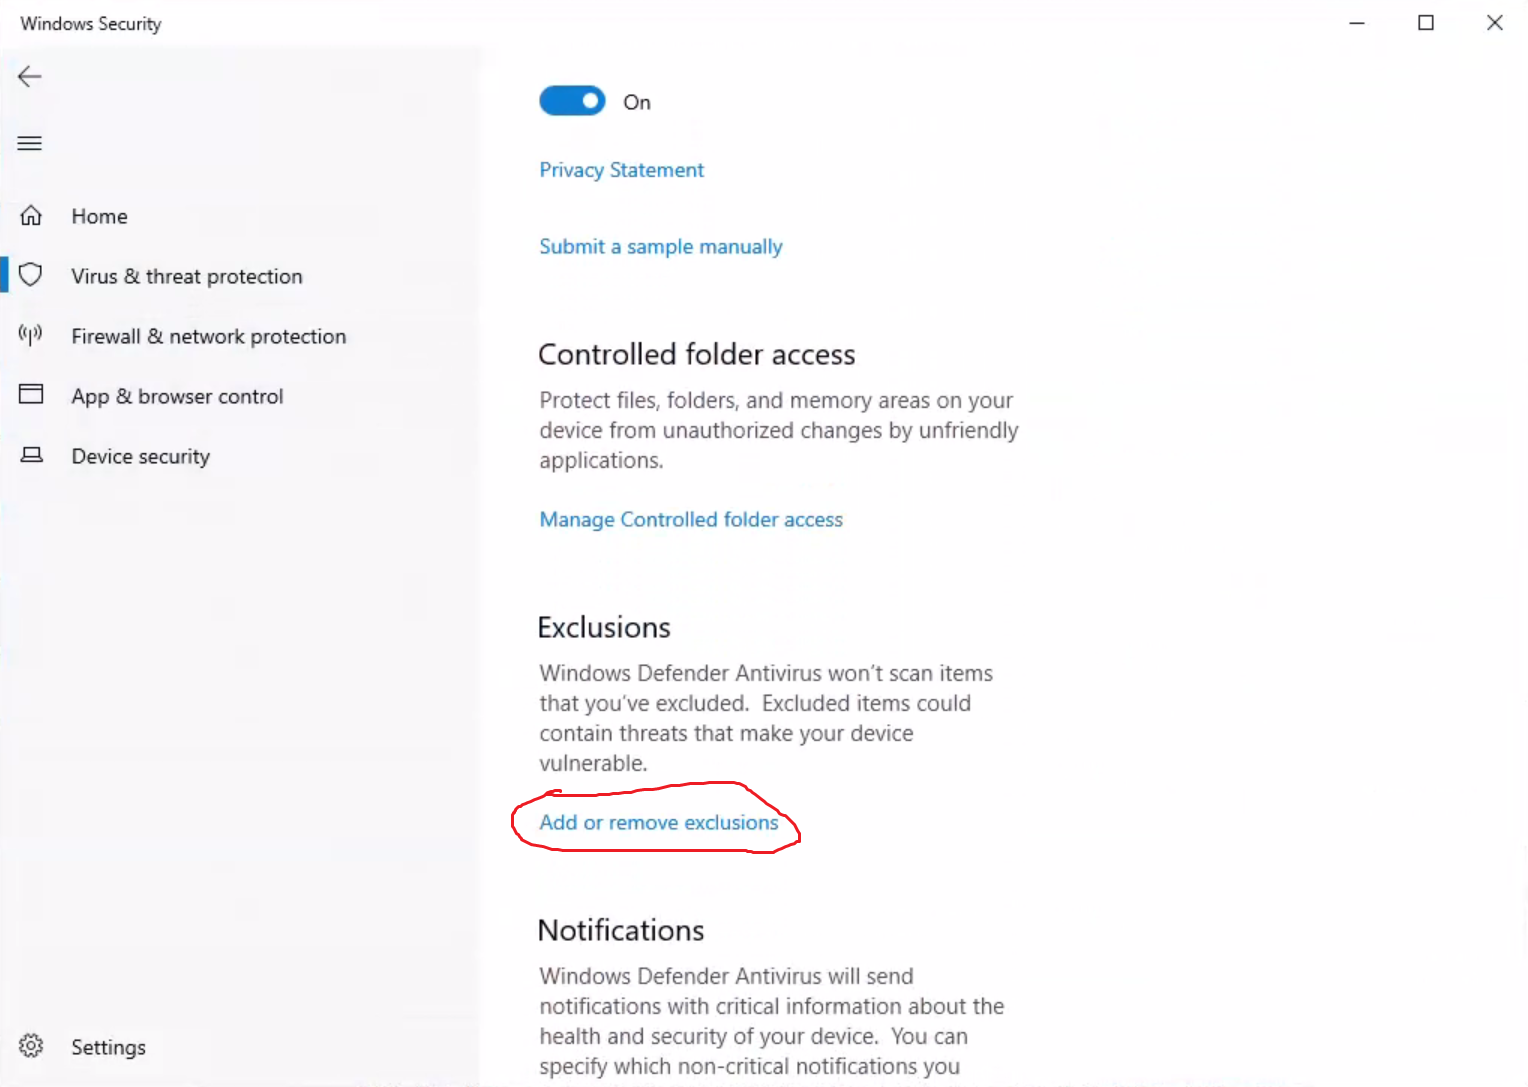 Windows Security
On
Privacy Statement
Submit a sample manually
Home
Virus & threat protection
Firewall & network protection
App & browser control
Device security
Controlled folder access
Protect files, folders, and memory areas on your
device from unauthorized changes by unfriendly
applications.
Manage Controlled folder access
Exclusions
Windows Defender Antivirus won't scan items
that you've excluded.  Excluded items could
contain threats that make your device
vulnerable.
Add or remove exclusions
Notifications
Windows Defender Antivirus will send
notifications with critical information about the
health and security of your device.  You can
specify which non-critical notifications you
Settings